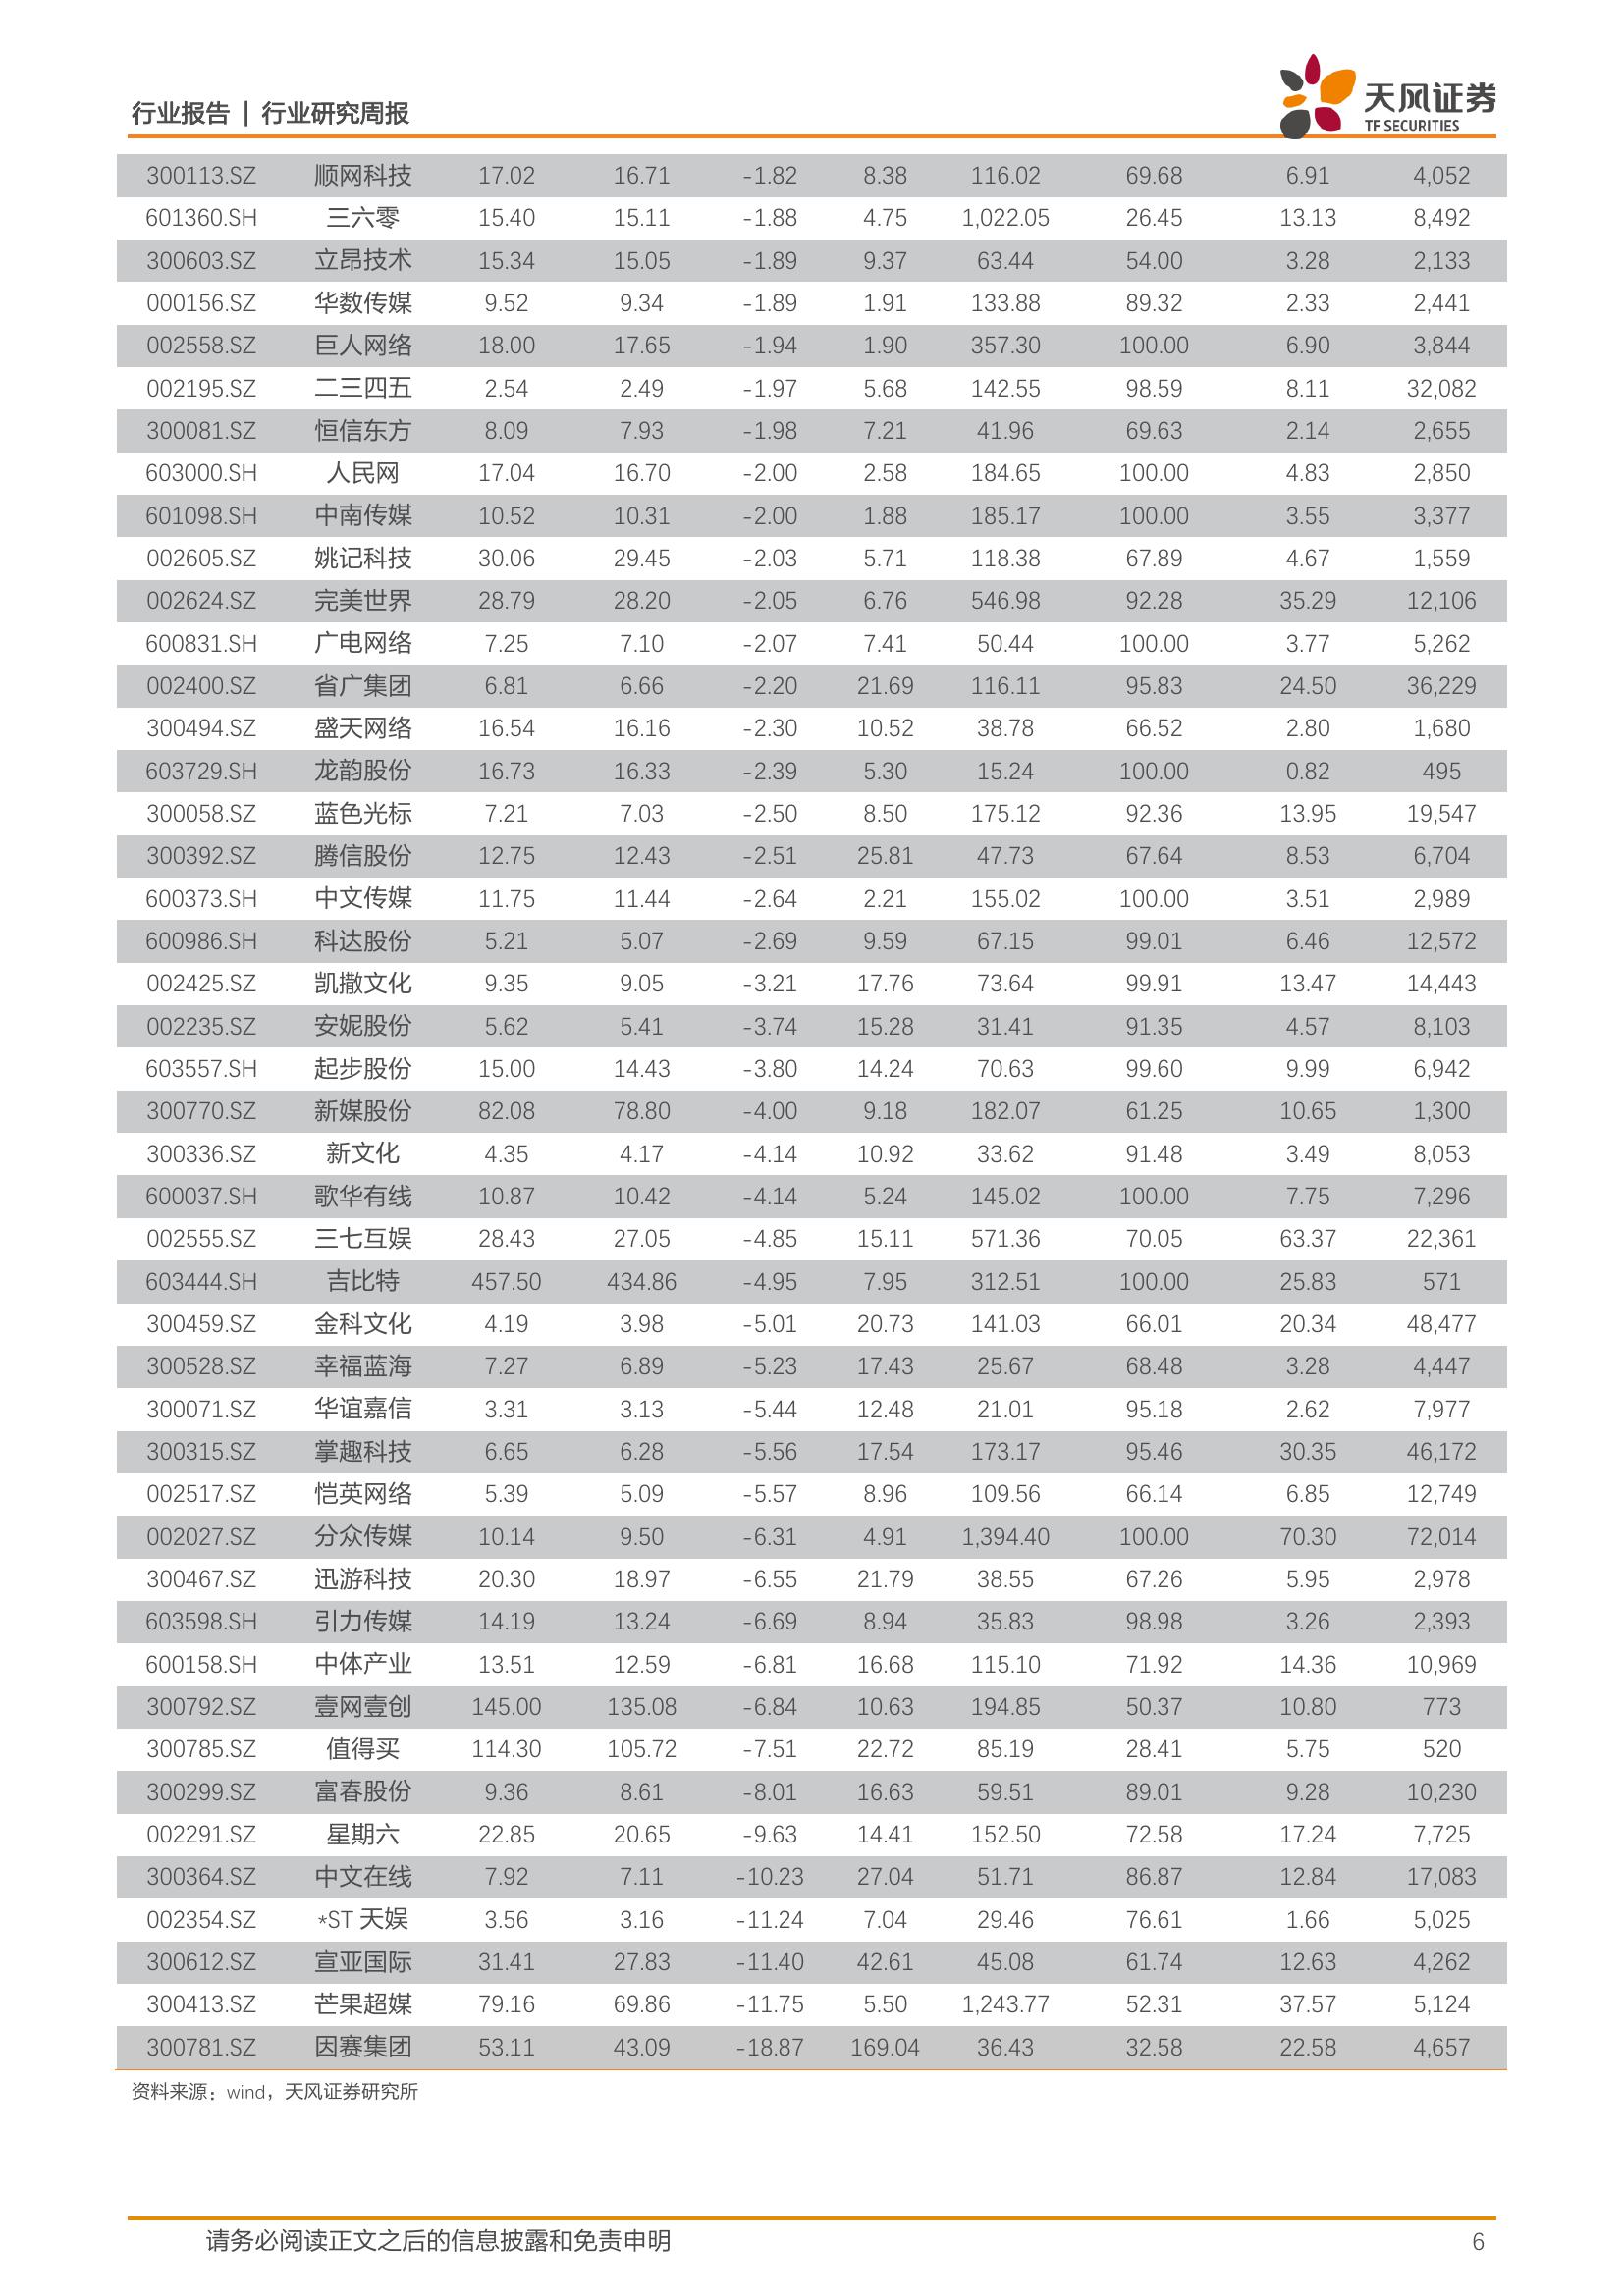 行业报告 | 行业研究周报
天风证券
TF SECURITIES
300113.SZ 顺网科技 17.02 16.71 -1.82 8.38 116.02 69.68 6.91 4,052
601360.SH 三六零 15.40 15.11 -1.88 4.75 1,022.05 26.45 13.13 8,492
300603.SZ 立昂技术 15.34 15.05 -1.89 9.37 63.44 54.00 3.28 2,133
000156.SZ 华数传媒 9.52 9.34 -1.89 1.91 133.88 89.32 2.33 2,441
002558.SZ 巨人网络 18.00 17.65 -1.94 1.90 357.30 100.00 6.90 3,844
002195.SZ 二三四五 2.54 2.49 -1.97 5.68 142.55 98.59 8.11 32,082
300081.SZ 恒信东方 8.09 7.93 -1.98 7.21 41.96 69.63 2.14 2,655
603000.SH 人民网 17.04 16.70 -2.00 2.58 184.65 100.00 4.83 2,850
601098.SH 中南传媒 10.52 10.31 -2.00 1.88 185.17 100.00 3.55 3,377
002605.SZ 姚记科技 30.06 29.45 -2.03 5.71 118.38 67.89 4.67 1,559
002624.SZ 完美世界 28.79 28.20 -2.05 6.76 546.98 92.28 35.29 12,106
600831.SH 广电网络 7.25 7.10 -2.07 7.41 50.44 100.00 3.77 5,262
002400.SZ 省广集团 6.81 6.66 -2.20 21.69 116.11 95.83 24.50 36,229
300494.SZ 盛天网络 16.54 16.16 -2.30 10.52 38.78 66.52 2.80 1,680
603729.SH 龙韵股份 16.73 16.33 -2.39 5.30 15.24 100.00 0.82 495
300058.SZ 蓝色光标 7.21 7.03 -2.50 8.50 175.12 92.36 13.95 19,547
300392.SZ 腾信股份 12.75 12.43 -2.51 25.81 47.73 67.64 8.53 6,704
600373.SH 中文传媒 11.75 11.44 -2.64 2.21 155.02 100.00 3.51 2,989
600986.SH 科达股份 5.21 5.07 -2.69 9.59 67.15 99.01 6.46 12,572
002425.SZ 凯撒文化 9.35 9.05 -3.21 17.76 73.64 99.91 13.47 14,443
002235.SZ 安妮股份 5.62 5.41 -3.74 15.28 31.41 91.35 4.57 8,103
603557.SH 起步股份 15.00 14.43 -3.80 14.24 70.63 99.60 9.99 6,942
300770.SZ 新媒股份 82.08 78.80 -4.00 9.18 182.07 61.25 10.65 1,300
300336.SZ 新文化 4.35 4.17 -4.14 10.92 33.62 91.48 3.49 8,053
600037.SH 歌华有线 10.87 10.42 -4.14 5.24 145.02 100.00 7.75 7,296
002555.SZ 三七互娱 28.43 27.05 -4.85 15.11 571.36 70.05 63.37 22,361
603444.SH 吉比特 457.50 434.86 -4.95 7.95 312.51 100.00 25.83 571
300459.SZ 金科文化 4.19 3.98 -5.01 20.73 141.03 66.01 20.34 48,477
300528.SZ 幸福蓝海 7.27 6.89 -5.23 17.43 25.67 68.48 3.28 4,447
300071.SZ 华谊嘉信 3.31 3.13 -5.44 12.48 21.01 95.18 2.62 7,977
300315.SZ 掌趣科技 6.65 6.28 -5.56 17.54 173.17 95.46 30.35 46,172
002517.SZ 恺英网络 5.39 5.09 -5.57 8.96 109.56 66.14 6.85 12,749
002027.SZ 分众传媒 10.14 9.50 -6.31 4.91 1,394.40 100.00 70.30 72,014
300467.SZ 迅游科技 20.30 18.97 -6.55 21.79 38.55 67.26 5.95 2,978
603598.SH 引力传媒 14.19 13.24 -6.69 8.94 35.83 98.98 3.26 2,393
600158.SH 中体产业 13.51 12.59 -6.81 16.68 115.10 71.92 14.36 10,969
300792.SZ 壹网壹创 145.00 135.08 -6.84 10.63 194.85 50.37 10.80 773
300785.SZ 值得买 114.30 105.72 -7.51 22.72 85.19 28.41 5.75 520
300299.SZ 富春股份 9.36 8.61 -8.01 16.63 59.51 89.01 9.28 10,230
002291.SZ 星期六 22.85 20.65 -9.63 14.41 152.50 72.58 17.24 7,725
300364.SZ 中文在线 7.92 7.11 -10.23 27.04 51.71 86.87 12.84 17,083
002354.SZ *ST 天娱 3.56 3.16 -11.24 7.04 29.46 76.61 1.66 5,025
300612.SZ 宣亚国际 31.41 27.83 -11.40 42.61 45.08 61.74 12.63 4,262
300413.SZ 芒果超媒 79.16 69.86 -11.75 5.50 1,243.77 52.31 37.57 5,124
300781.SZ 因赛集团 53.11 43.09 -18.87 169.04 36.43 32.58 22.58 4,657
资料来源：wind，天风证券研究所
请务必阅读正文之后的信息披露和免责申明 6